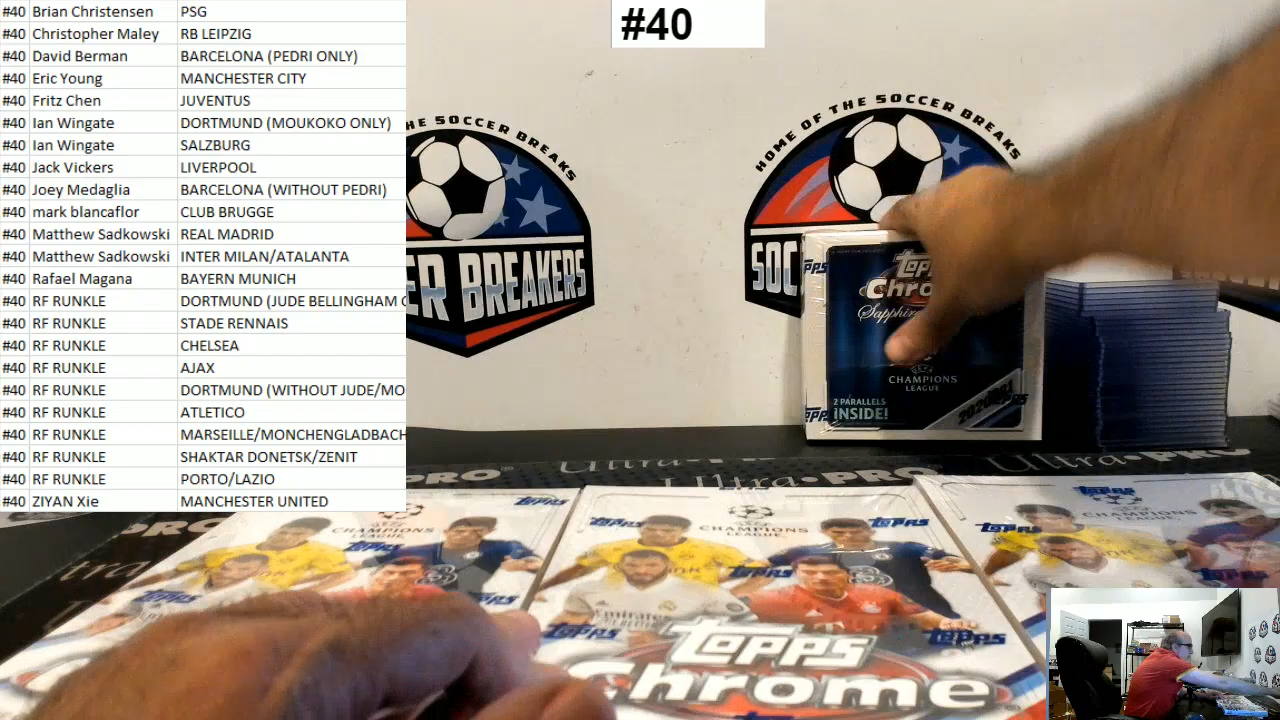 #40 Brian Christensen PSG
#40 Christopher Maley RB LEIPZIG
#40 David Berman BARCELONA (PEDRI ONLY)
#40 Eric Young MANCHESTER CITY
#40 Fritz Chen JUVENTUS
#40 Ian Wingate DORTMUND (MOUKOKO ONLY)
#40 Ian Wingate SALZBURG
#40 Jack Vickers LIVERPOOL
#40 Joey Medaglia BARCELONA (WITHOUT PEDRI)
#40 mark blancaflor CLUB BRUGGE
#40 Matthew Sadkowski REAL MADRID
#40 Matthew Sadkowski INTER MILAN/ATALANTA
#40 Rafael Magana BAYERN MUNICH
#40 RF RUNKLE DORTMUND (JUDE BELLINGHAM
#40 RF RUNKLE STADE RENNAIS
#40 RF RUNKLE CHELSEA
#40 RF RUNKLE AJAX
#40 RF RUNKLE DORTMUND (WITHOUT JUDE/MO
#40 RF RUNKLE ATLETICO
#40 RF RUNKLE MARSEILLE/MONCHENGLADBACH
#40 RF RUNKLE SHAKTAR DONETSK/ZENIT
#40 RF RUNKLE PORTO/LAZIO
#40 ZIYAN Xie MANCHESTER UNITED
#40
HE SOCCER BREAKS
ER BREAKERS
HOME OF THE SOCCER BREAKS
SOC
Topps
Chro
Sapphire
CHAMPIONS
LEAGUE
2 PARALLELS
INSIDE!
Ultra PRO
CHAMPIONS
LEAGUE
topps
Chrome